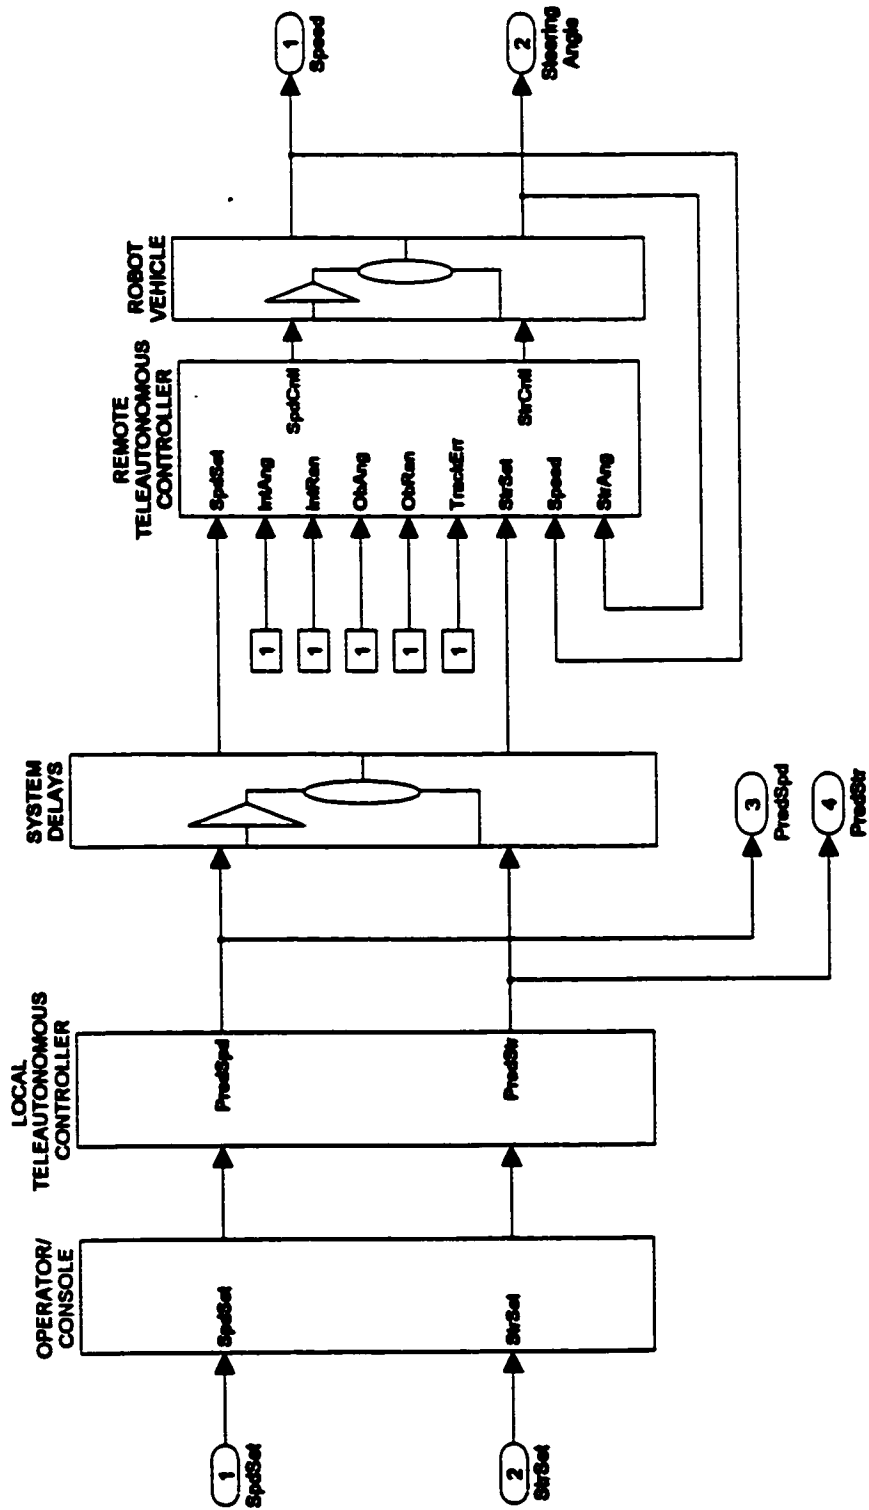 1
SpdSet
2
StrSet
OPERATOR/
CONSOLE
SpdSet
StrSet
LOCAL
TELEAUTONOMOUS
CONTROLLER
PredSpd
PredStr
SYSTEM
DELAYS
3
PredSpd
4
PredStr
1
1
1
1
1
REMOTE
TELEAUTONOMOUS
CONTROLLER
SpdSet
IntAng
IntRan
ObAng
ObRan
TrackErr
StrSet
Speed
StrAng
SpdCntl
StrCntl
ROBOT
VEHICLE
1
Speed
2
Steering
Angle